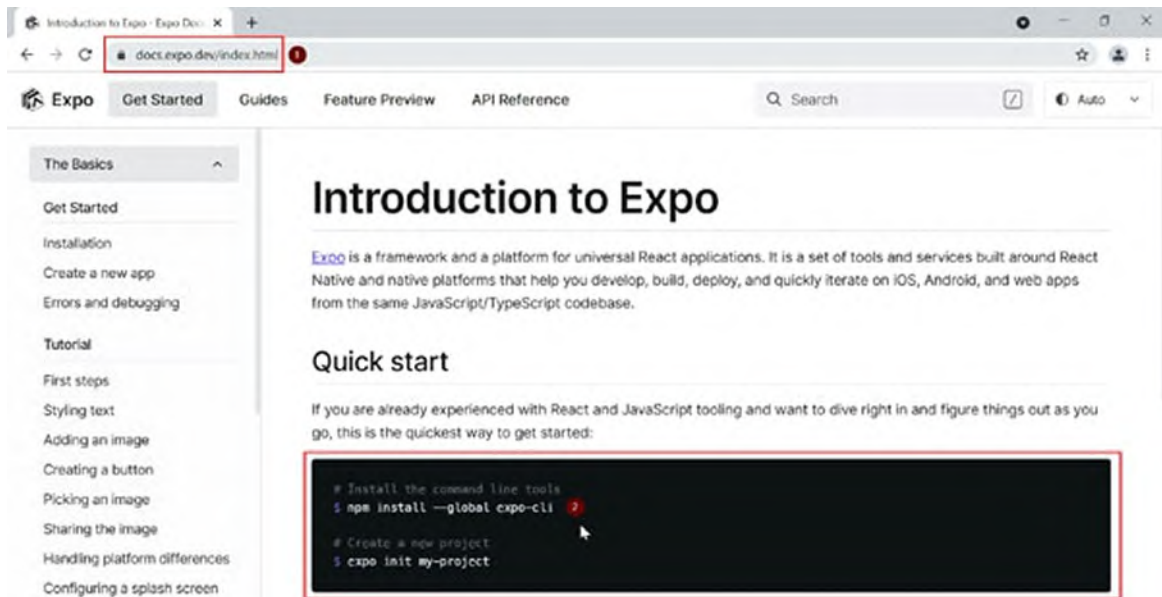 Introduction to Expo - Expo Doc
docs.expo.dev/index.html 1
Expo Get Started Guides Feature Preview API Reference Search / Auto
The Basics
Get Started
Installation
Create a new app
Errors and debugging
Tutorial
First steps
Styling text
Adding an image
Creating a button
Picking an image
Sharing the image
Handling platform differences
Configuring a splash screen
Introduction to Expo
Expo is a framework and a platform for universal React applications. It is a set of tools and services built around React
Native and native platforms that help you develop, build, deploy, and quickly iterate on iOS, Android, and web apps
from the same JavaScript/TypeScript codebase.
Quick start
If you are already experienced with React and JavaScript tooling and want to dive right in and figure things out as you
go, this is the quickest way to get started:
# Install the command line tools
$ npm install --global expo-cli 2
# Create a new project
$ expo init my-project